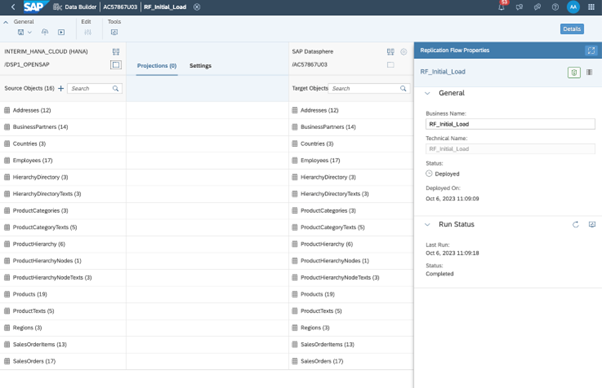 SAP Data Builder AC57867U03 RF_Initial_Load 53 AA
General Edit Tools
Details
INTERIM_HANA_CLOUD (HANA) SAP Datasphere Replication Flow Properties
/DSP1_OPENSAP Projections (0) Settings /AC57867U03
RF_Initial_Load
Source Objects (16) Search Target Objects Search
General
Addresses (12) Addresses (12)
Business Name:
RF_Initial_Load
BusinessPartners (14) BusinessPartners (14)
Technical Name:
Countries (3) Countries (3)
RF_Initial_Load
Employees (17) Employees (17)
Status:
Deployed
HierarchyDirectory (3) HierarchyDirectory (3)
Deployed On:
HierarchyDirectoryTexts (3) HierarchyDirectoryTexts (3)
Oct 6, 2023 11:09:09
ProductCategories (3) ProductCategories (3)
ProductCategoryTexts (5) ProductCategoryTexts (5)
Run Status
ProductHierarchy (6) ProductHierarchy (6)
Last Run:
Oct 6, 2023 11:09:18
ProductHierarchyNodes (1) ProductHierarchyNodes (1)
Status:
Completed
ProductHierarchyNodeTexts (3) ProductHierarchyNodeTexts (3)
Products (19) Products (19)
ProductTexts (5) ProductTexts (5)
Regions (3) Regions (3)
SalesOrderItems (13) SalesOrderItems (13)
SalesOrders (17) SalesOrders (17)